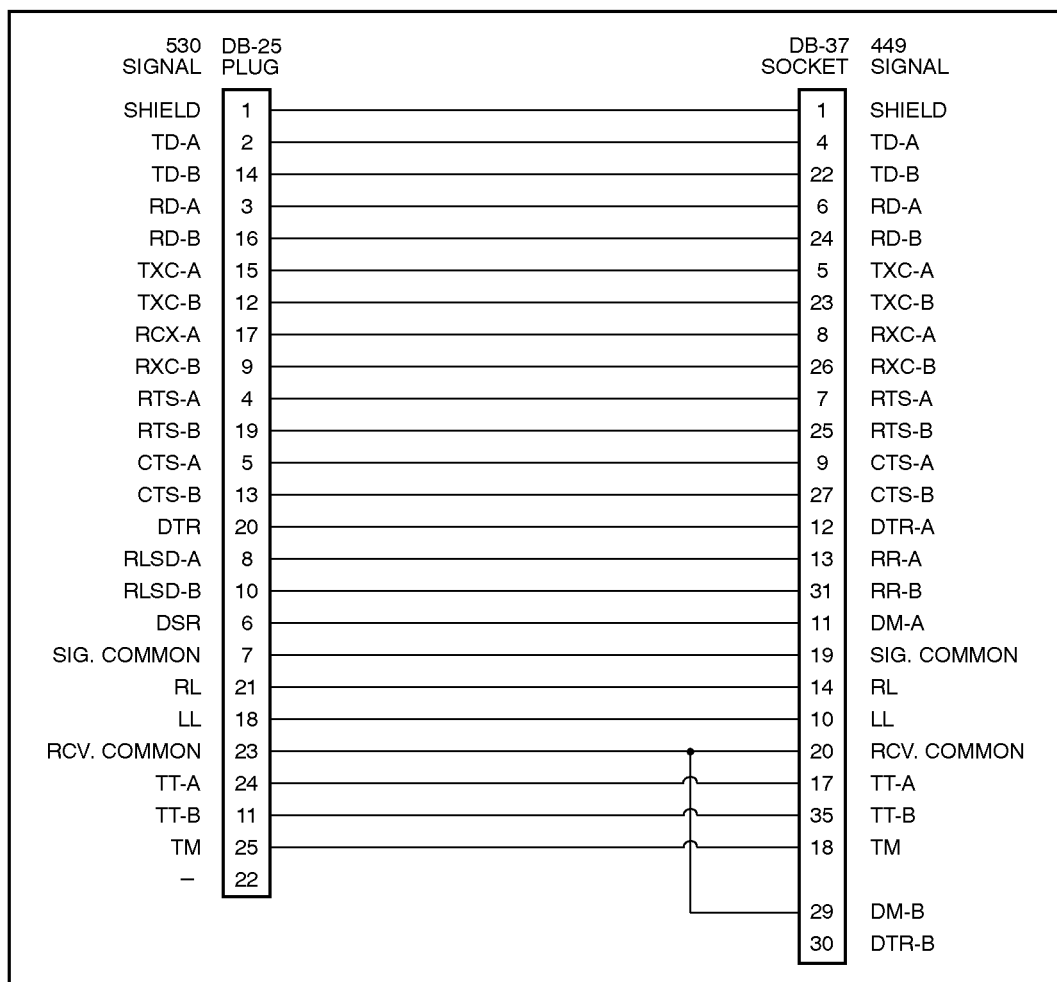 530 DB-25 DB-37 449
SIGNAL PLUG SOCKET SIGNAL
SHIELD 1 1 SHIELD
TD-A 2 4 TD-A
TD-B 14 22 TD-B
RD-A 3 6 RD-A
RD-B 16 24 RD-B
TXC-A 15 5 TXC-A
TXC-B 12 23 TXC-B
RCX-A 17 8 RXC-A
RXC-B 9 26 RXC-B
RTS-A 4 7 RTS-A
RTS-B 19 25 RTS-B
CTS-A 5 9 CTS-A
CTS-B 13 27 CTS-B
DTR 20 12 DTR-A
RLSD-A 8 13 RR-A
RLSD-B 10 31 RR-B
DSR 6 11 DM-A
SIG. COMMON 7 19 SIG. COMMON
RL 21 14 RL
LL 18 10 LL
RCV. COMMON 23 20 RCV. COMMON
TT-A 24 17 TT-A
TT-B 11 35 TT-B
TM 25 18 TM
– 22
29 DM-B
30 DTR-B